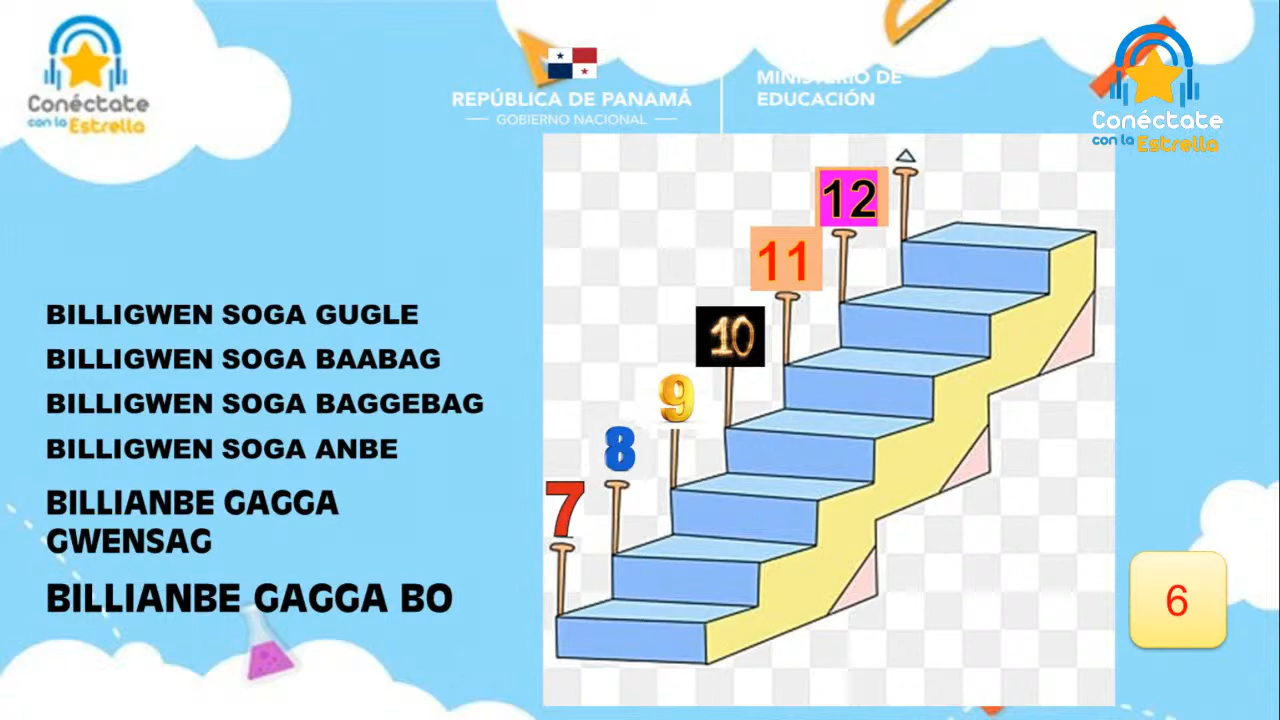 Conéctate
con la Estrella
REPÚBLICA DE PANAMÁ
GOBIERNO NACIONAL
MINISTERIO DE
EDUCACIÓN
Conéctate
con la Estrella
BILLIGWEN SOGA GUGLE
BILLIGWEN SOGA BAABAG
BILLIGWEN SOGA BAGGEBAG
BILLIGWEN SOGA ANBE
BILLIANBE GAGGA
GWENSAG
BILLIANBE GAGGA BO
12
11
10
9
8
7
6